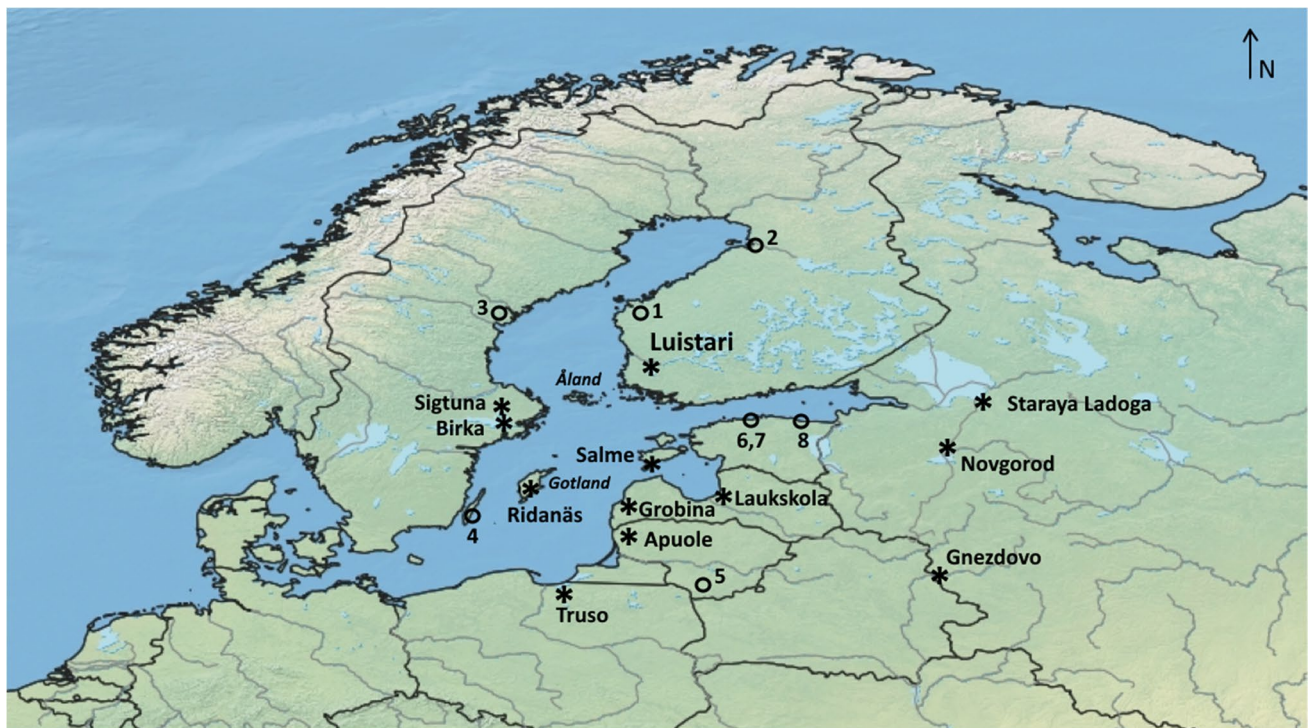 N
2
3
1
Luistari
Åland
Sigtuna
Staraya Ladoga
Birka
6,7
8
Salme
Novgorod
Gotland
Laukskola
Ridanäs
Grobina
4
Apuole
Gnezdovo
5
Truso